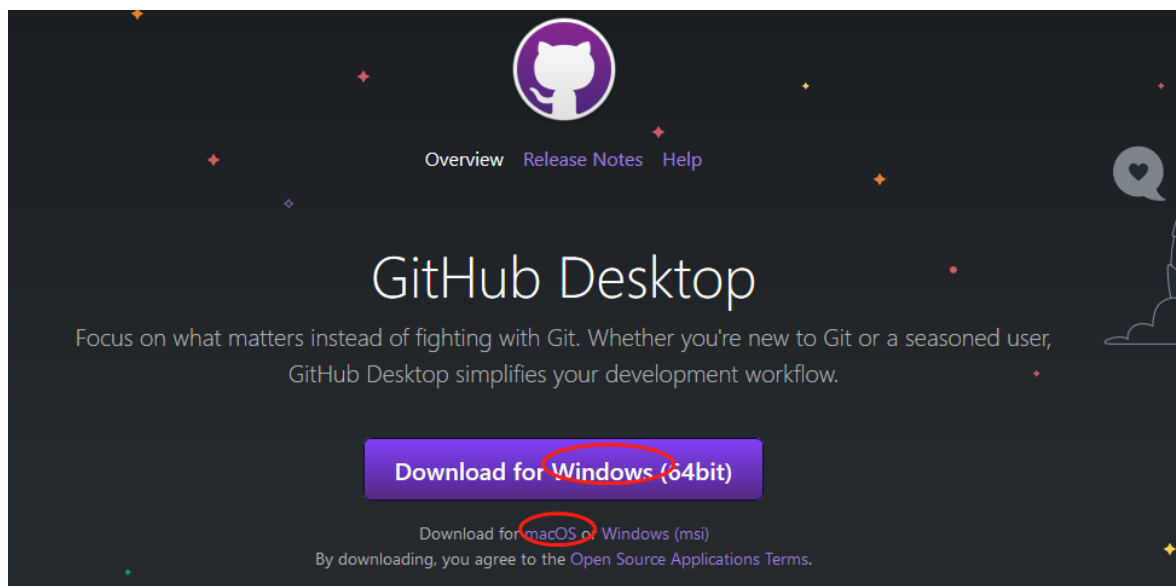 Overview Release Notes Help
GitHub Desktop
Focus on what matters instead of fighting with Git. Whether you're new to Git or a seasoned user,
GitHub Desktop simplifies your development workflow.
Download for Windows (64bit)
Download for macOS or Windows (msi)
By downloading, you agree to the Open Source Applications Terms.